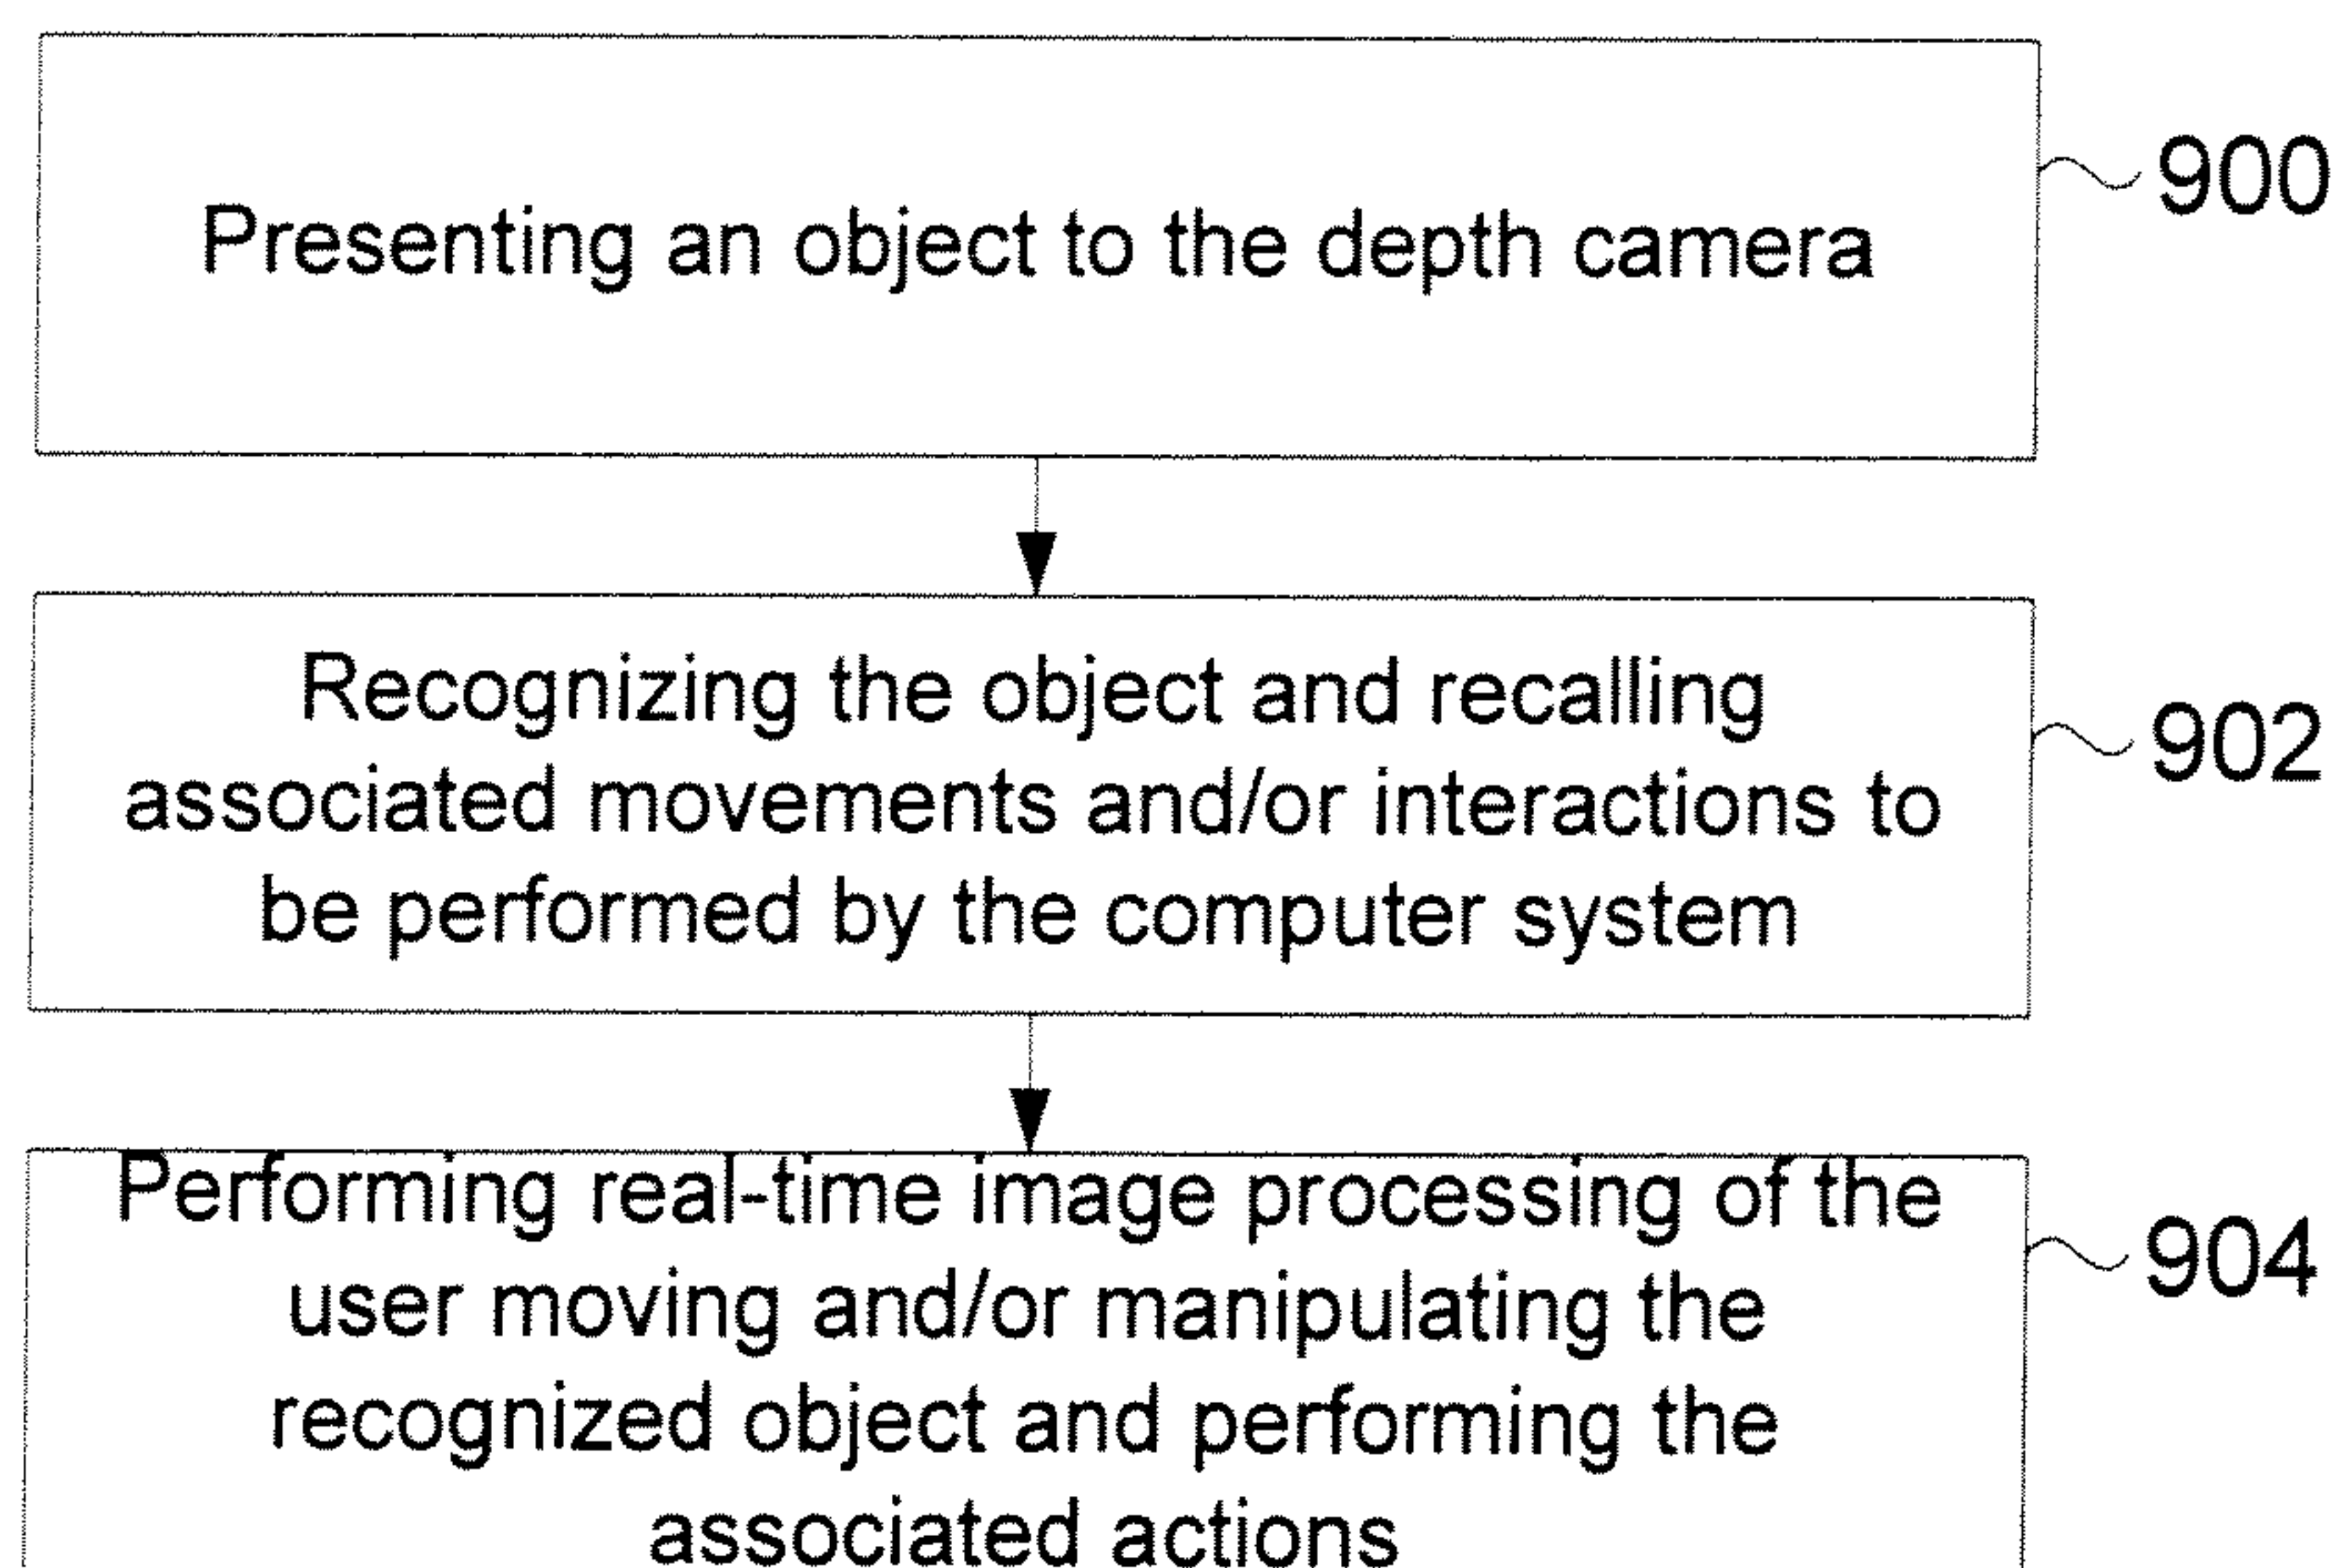 Presenting an object to the depth camera
900
Recognizing the object and recalling
associated movements and/or interactions to
be performed by the computer system
902
Performing real-time image processing of the
user moving and/or manipulating the
recognized object and performing the
associated actions
904